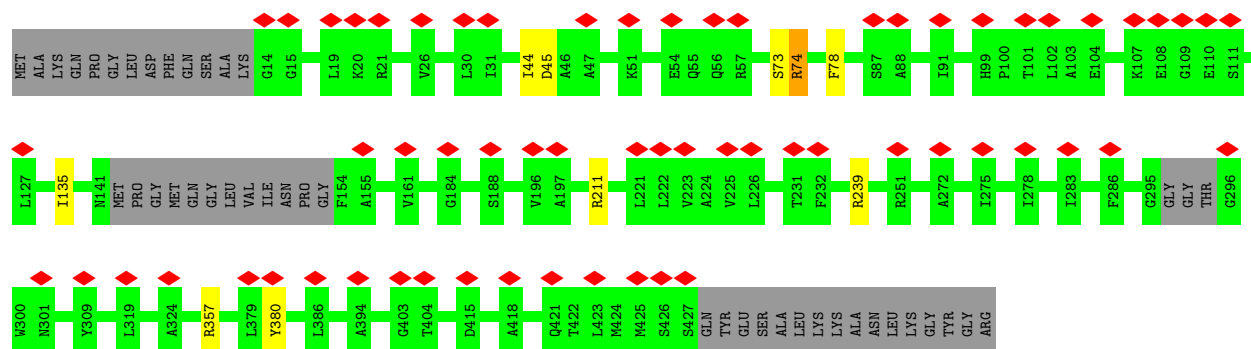 MET ALA LYS GLN PRO GLY LEU ASP PHE GLN SER ALA LYS G14 G15 L19 K20 R21 V26 L30 I31 I44 D45 A46 A47 K51 E54 Q55 Q56 R57 S73 R74 F78 S87 A88 I91 H99 P100 T101 L102 A103 E104 K107 E108 G109 E110 S111
L127 I135 N141 MET PRO GLY MET GLN GLY LEU VAL ILE ASN PRO GLY F154 A155 V161 G184 S188 V196 A197 R211 L221 L222 V223 A224 V225 L226 T231 F232 R239 R251 A272 I275 I278 I283 F286 G295 GLY GLY THR G296
W300 N301 Y309 L319 A324 R357 L379 Y380 L386 A394 G403 T404 D415 A418 Q421 T422 L423 M424 M425 S426 S427 GLN TYR GLU SER ALA LEU LYS LYS ALA ASN LEU LYS GLY TYR GLY ARG